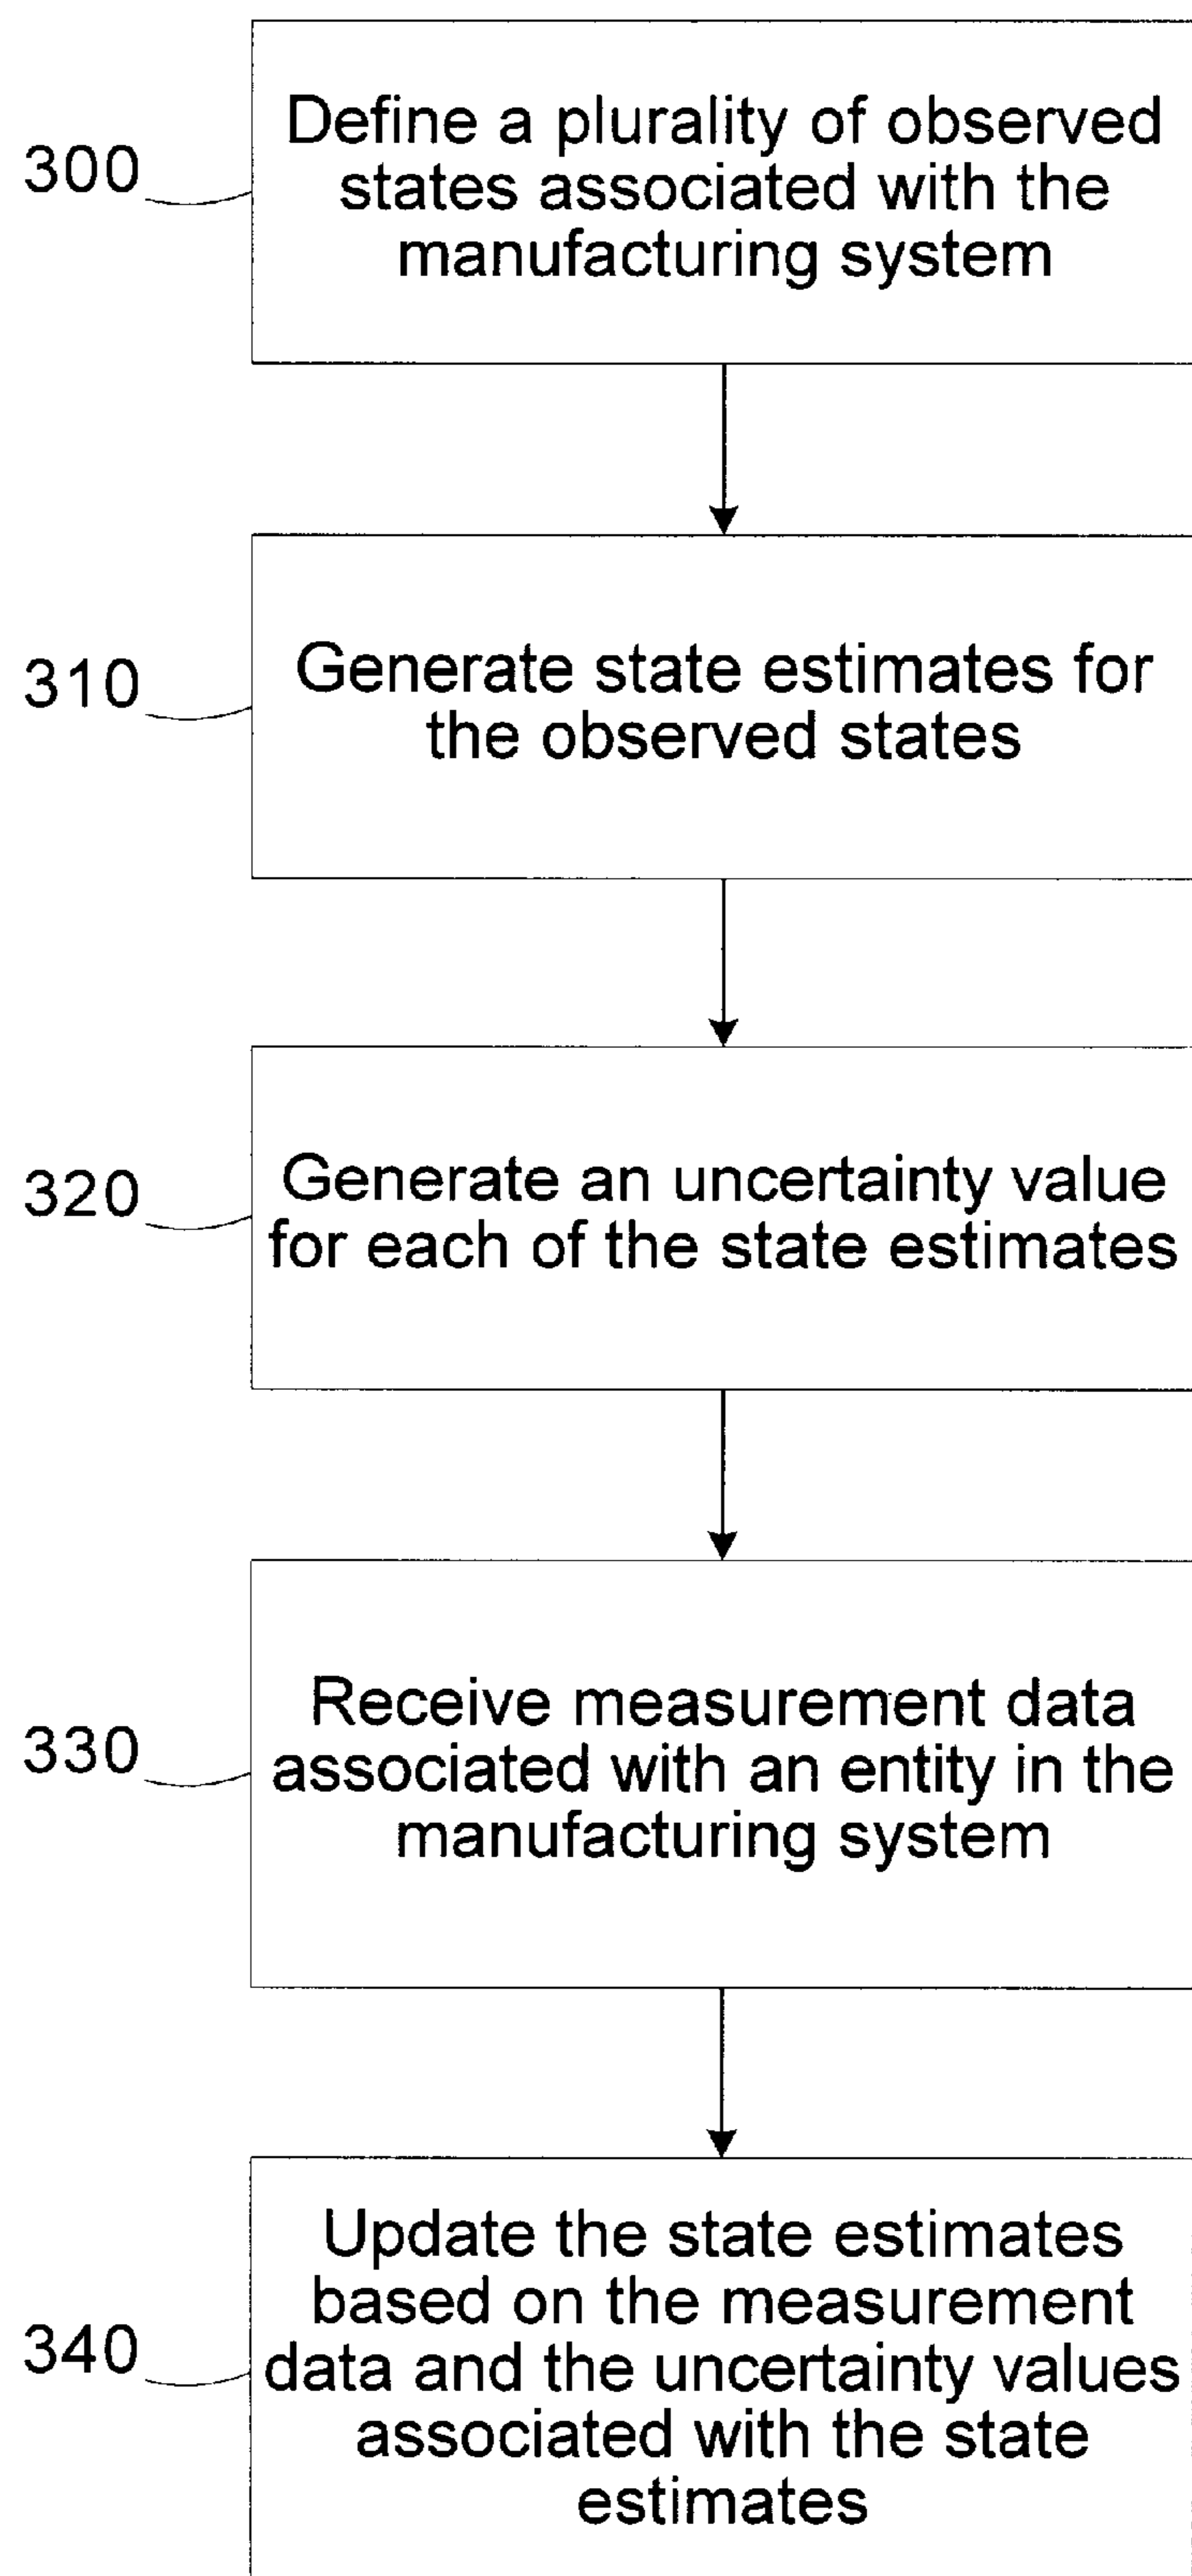 300
Define a plurality of observed
states associated with the
manufacturing system
310
Generate state estimates for
the observed states
320
Generate an uncertainty value
for each of the state estimates
330
Receive measurement data
associated with an entity in the
manufacturing system
340
Update the state estimates
based on the measurement
data and the uncertainty values
associated with the state
estimates